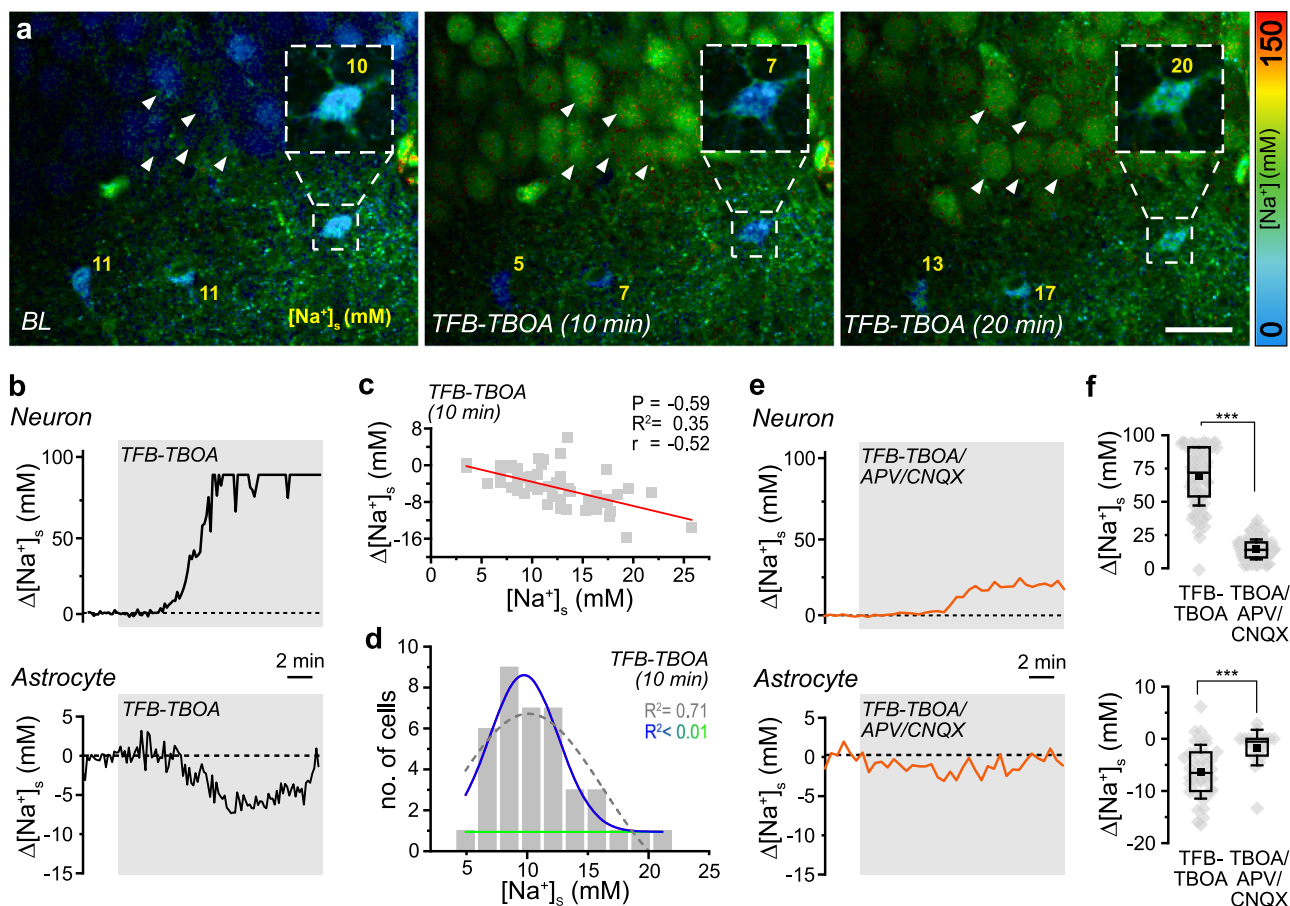 a
10
11
11
[Na⁺]ₛ (mM)
BL
7
5
7
TFB-TBOA (10 min)
20
13
17
TFB-TBOA (20 min)
150
[Na⁺] (mM)
0
b
Neuron
TFB-TBOA
100
50
0
Δ[Na⁺]ₛ (mM)
2 min
Astrocyte
TFB-TBOA
5
0
-5
-10
-15
Δ[Na⁺]ₛ (mM)
c
TFB-TBOA
(10 min)
P = -0.59
R²= 0.35
r = -0.52
8
0
-8
-16
Δ[Na⁺]ₛ (mM)
0 5 10 15 20 25
[Na⁺]ₛ (mM)
d
TFB-TBOA
(10 min)
R²= 0.71
R²< 0.01
10
8
6
4
2
0
no. of cells
5 10 15 20 25
[Na⁺]ₛ (mM)
e
Neuron
TFB-TBOA/
APV/CNQX
100
50
0
Δ[Na⁺]ₛ (mM)
2 min
Astrocyte
TFB-TBOA/
APV/CNQX
5
0
-5
-10
-15
Δ[Na⁺]ₛ (mM)
f
***
100
75
50
25
0
Δ[Na⁺]ₛ (mM)
TFB-
TBOA
TBOA/
APV/
CNQX
***
10
0
-10
-20
Δ[Na⁺]ₛ (mM)
TFB-
TBOA
TBOA/
APV/
CNQX